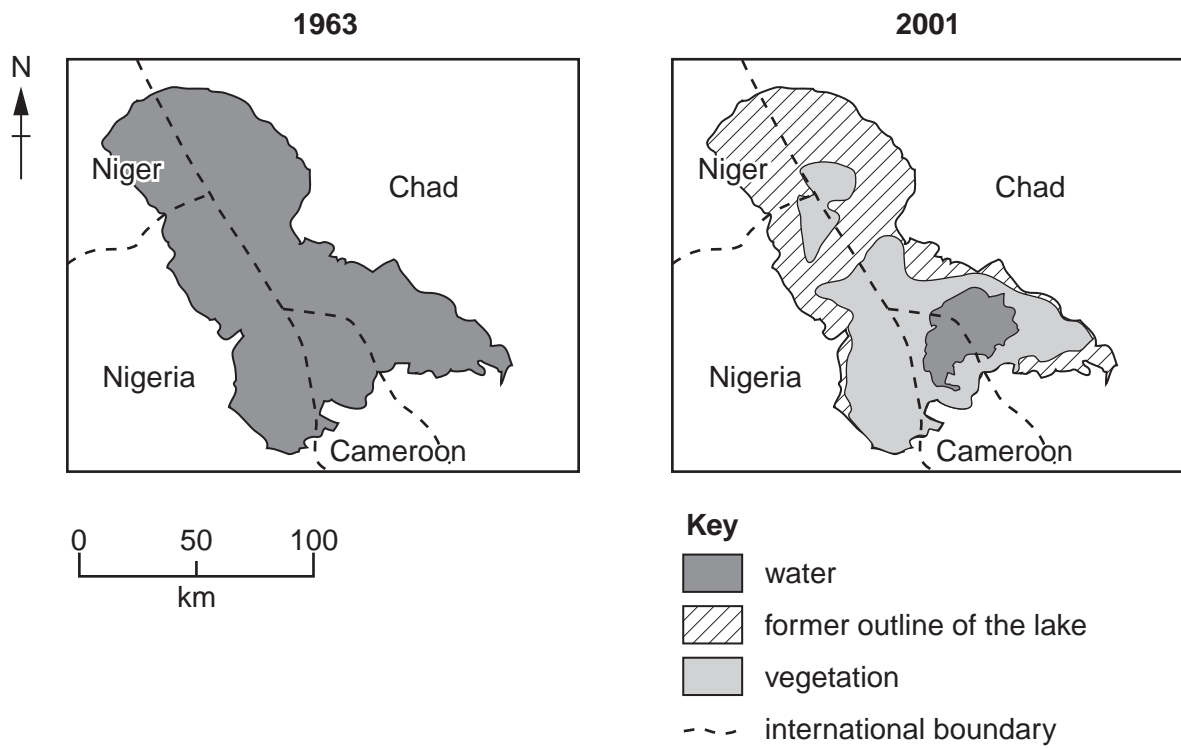 1963
2001
N
Niger
Chad
Nigeria
Cameroon
Niger
Chad
Nigeria
Cameroon
0 50 100
km
Key
water
former outline of the lake
vegetation
international boundary